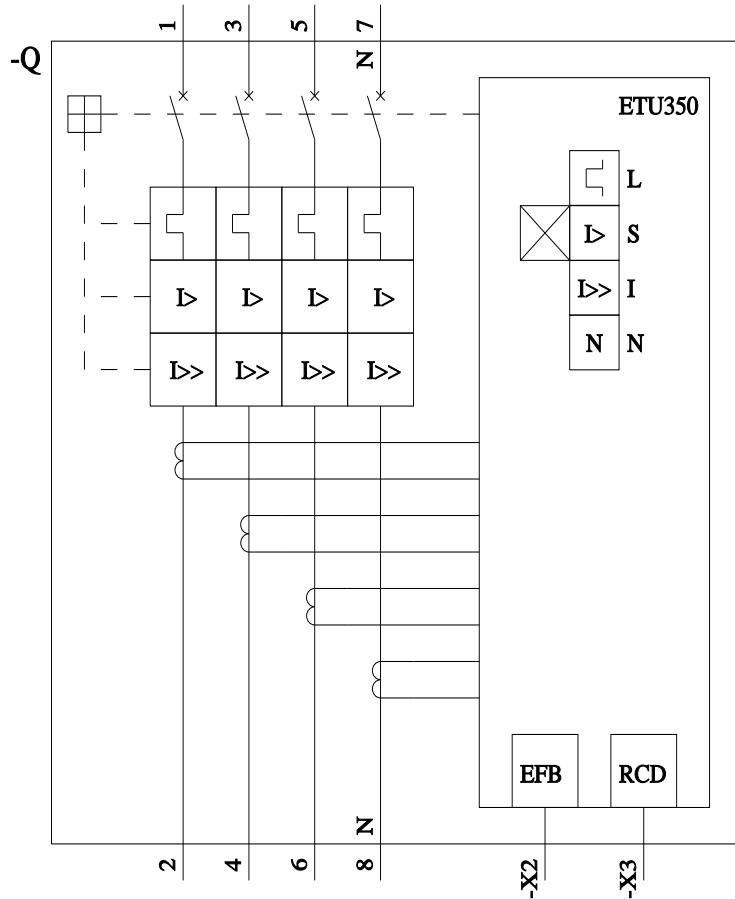 1 3 5 7
-Q
N
ETU350
L
I> I> I> I>
I> S
I>> I
N N
I>> I>> I>> I>>
EFB RCD
N
2 4 6 8 -X2 -X3